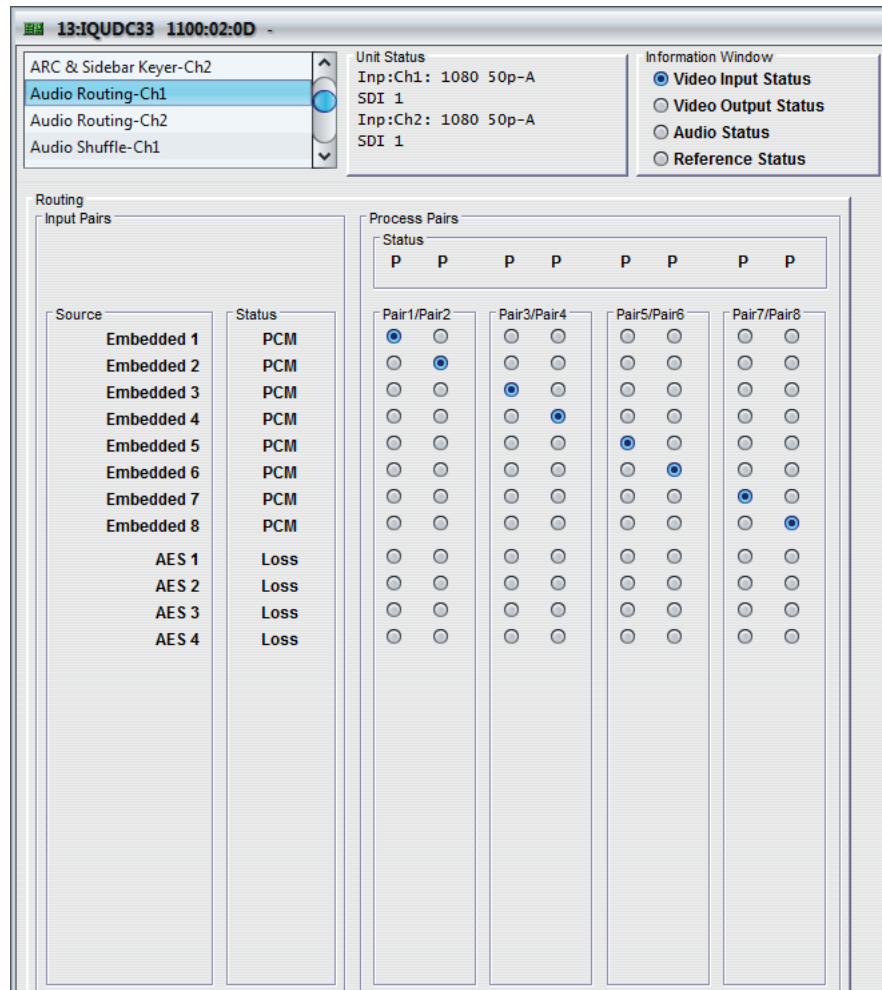 13:IQUDC33 1100:02:0D -
ARC & Sidebar Keyer-Ch2
Audio Routing-Ch1
Audio Routing-Ch2
Audio Shuffle-Ch1
Unit Status
Inp:Ch1: 1080 50p-A
SDI 1
Inp:Ch2: 1080 50p-A
SDI 1
Information Window
Video Input Status
Video Output Status
Audio Status
Reference Status
Routing
Input Pairs
Process Pairs
Status
P P P P P P P P
Source Status Pair1/Pair2 Pair3/Pair4 Pair5/Pair6 Pair7/Pair8
Embedded 1 PCM
Embedded 2 PCM
Embedded 3 PCM
Embedded 4 PCM
Embedded 5 PCM
Embedded 6 PCM
Embedded 7 PCM
Embedded 8 PCM
AES 1 Loss
AES 2 Loss
AES 3 Loss
AES 4 Loss